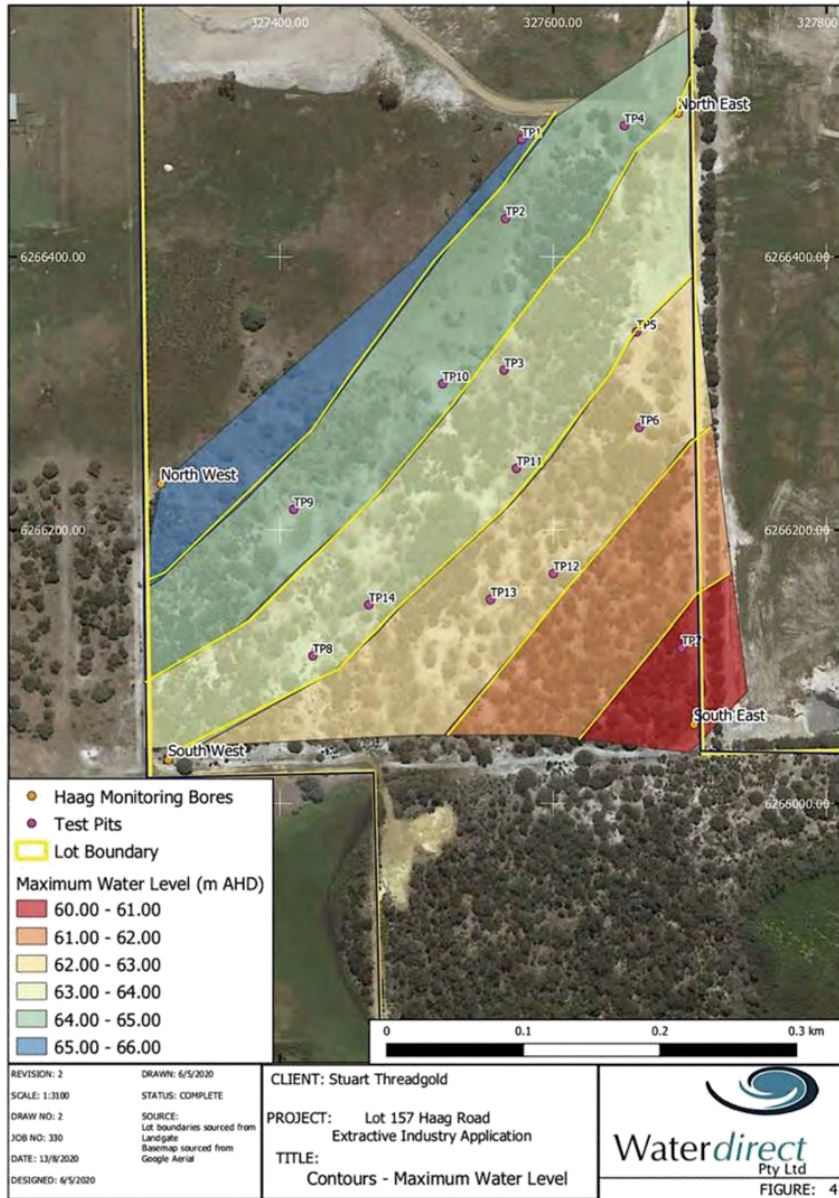 327400.00
327600.00
327800
North East
TP1
TP4
TP2
6266400.00
6266400.00
TP5
TP3
TP10
TP6
North West
TP11
TP9
6266200.00
6266200.00
TP12
TP13
TP14
TP8
TP7
South East
South West
6266000.00
Haag Monitoring Bores
Test Pits
Lot Boundary
Maximum Water Level (m AHD)
60.00 - 61.00
61.00 - 62.00
62.00 - 63.00
63.00 - 64.00
64.00 - 65.00
65.00 - 66.00
0 0.1 0.2 0.3 km
REVISION: 2
DRAWN: 6/5/2020
SCALE: 1:3100
STATUS: COMPLETE
DRAW NO: 2
SOURCE:
Lot boundaries sourced from
Landgate
Basemap sourced from
Google Aerial
JOB NO: 330
DATE: 13/8/2020
DESIGNED: 6/5/2020
CLIENT: Stuart Threadgold
PROJECT: Lot 157 Haag Road
Extractive Industry Application
TITLE:
Contours - Maximum Water Level
Waterdirect
Pty Ltd
FIGURE: 4